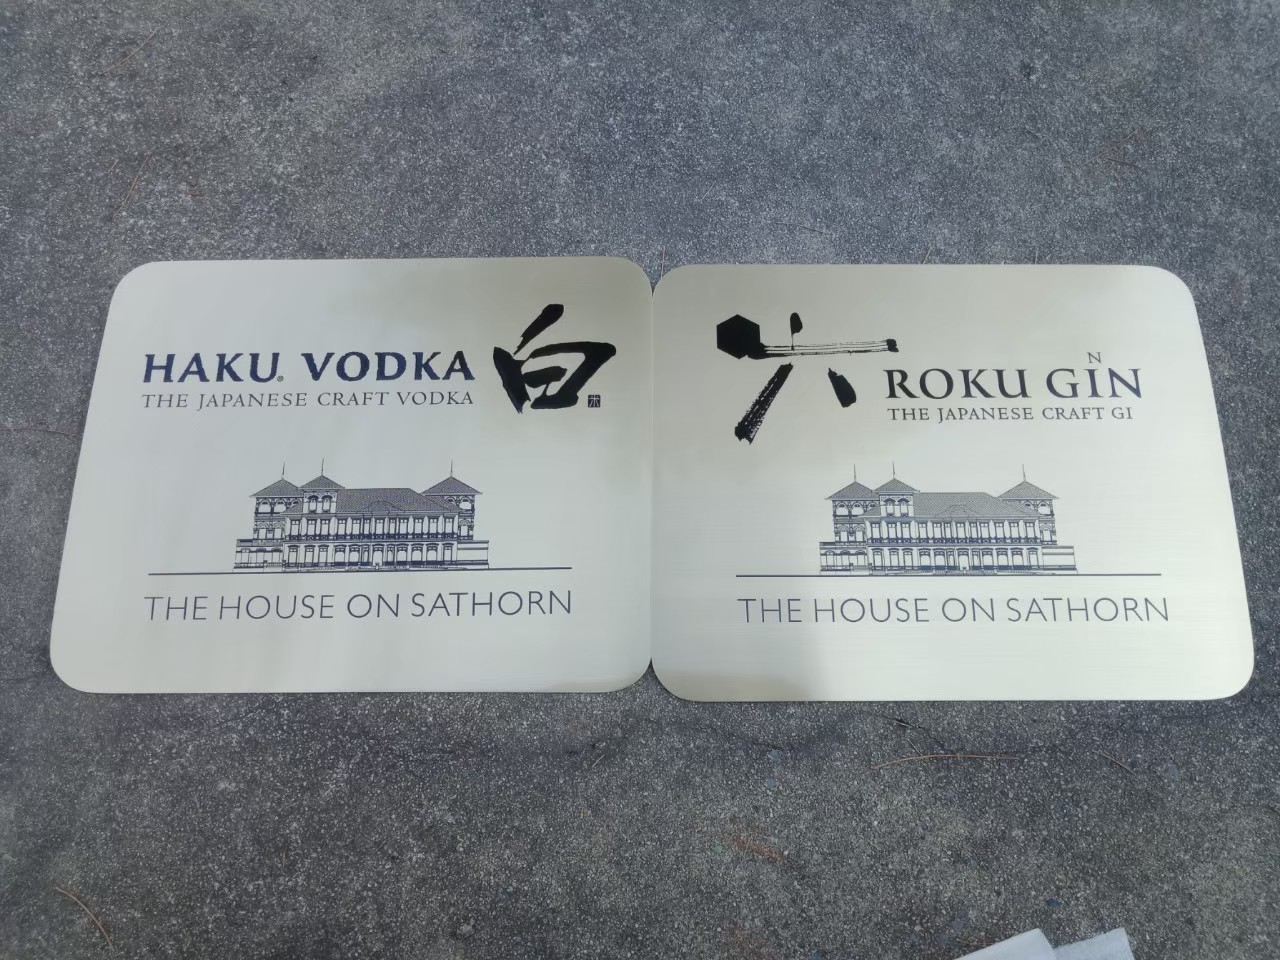 HAKU® VODKA
THE JAPANESE CRAFT VODKA
白
THE HOUSE ON SATHORN
六
N
ROKU GIN
THE JAPANESE CRAFT GI
THE HOUSE ON SATHORN